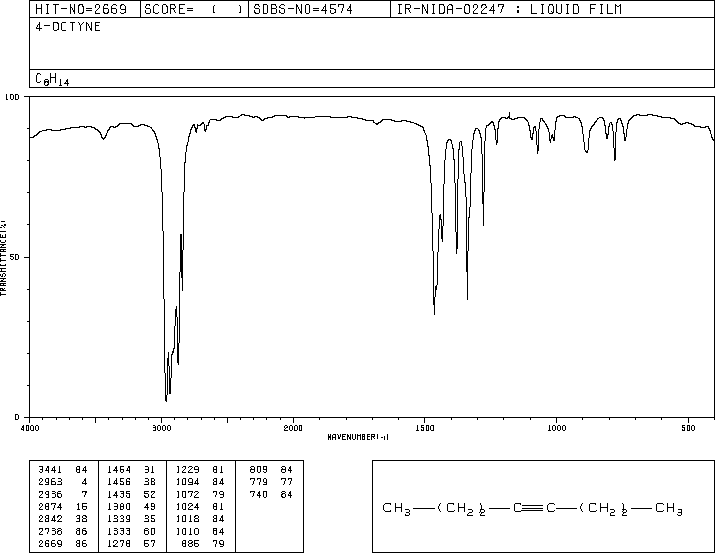 HIT-NO=2669 SCORE= ( ) SDBS-NO=4574 IR-NIDA-02247 : LIQUID FILM
4-OCTYNE
C8H14
100
50
0
TRANSMITTANCE(%)
4000 3000 2000 1500 1000 500
WAVENUMBER(-1)
3441 84 1464 31 1229 81 809 84
2963 4 1456 38 1094 84 779 77
2936 7 1435 52 1072 79 740 84
2874 15 1380 49 1024 81
2842 38 1339 35 1018 84
2736 86 1333 60 1010 84
2669 86 1278 57 885 79
CH3—(CH2)2—C≡C—(CH2)2—CH3